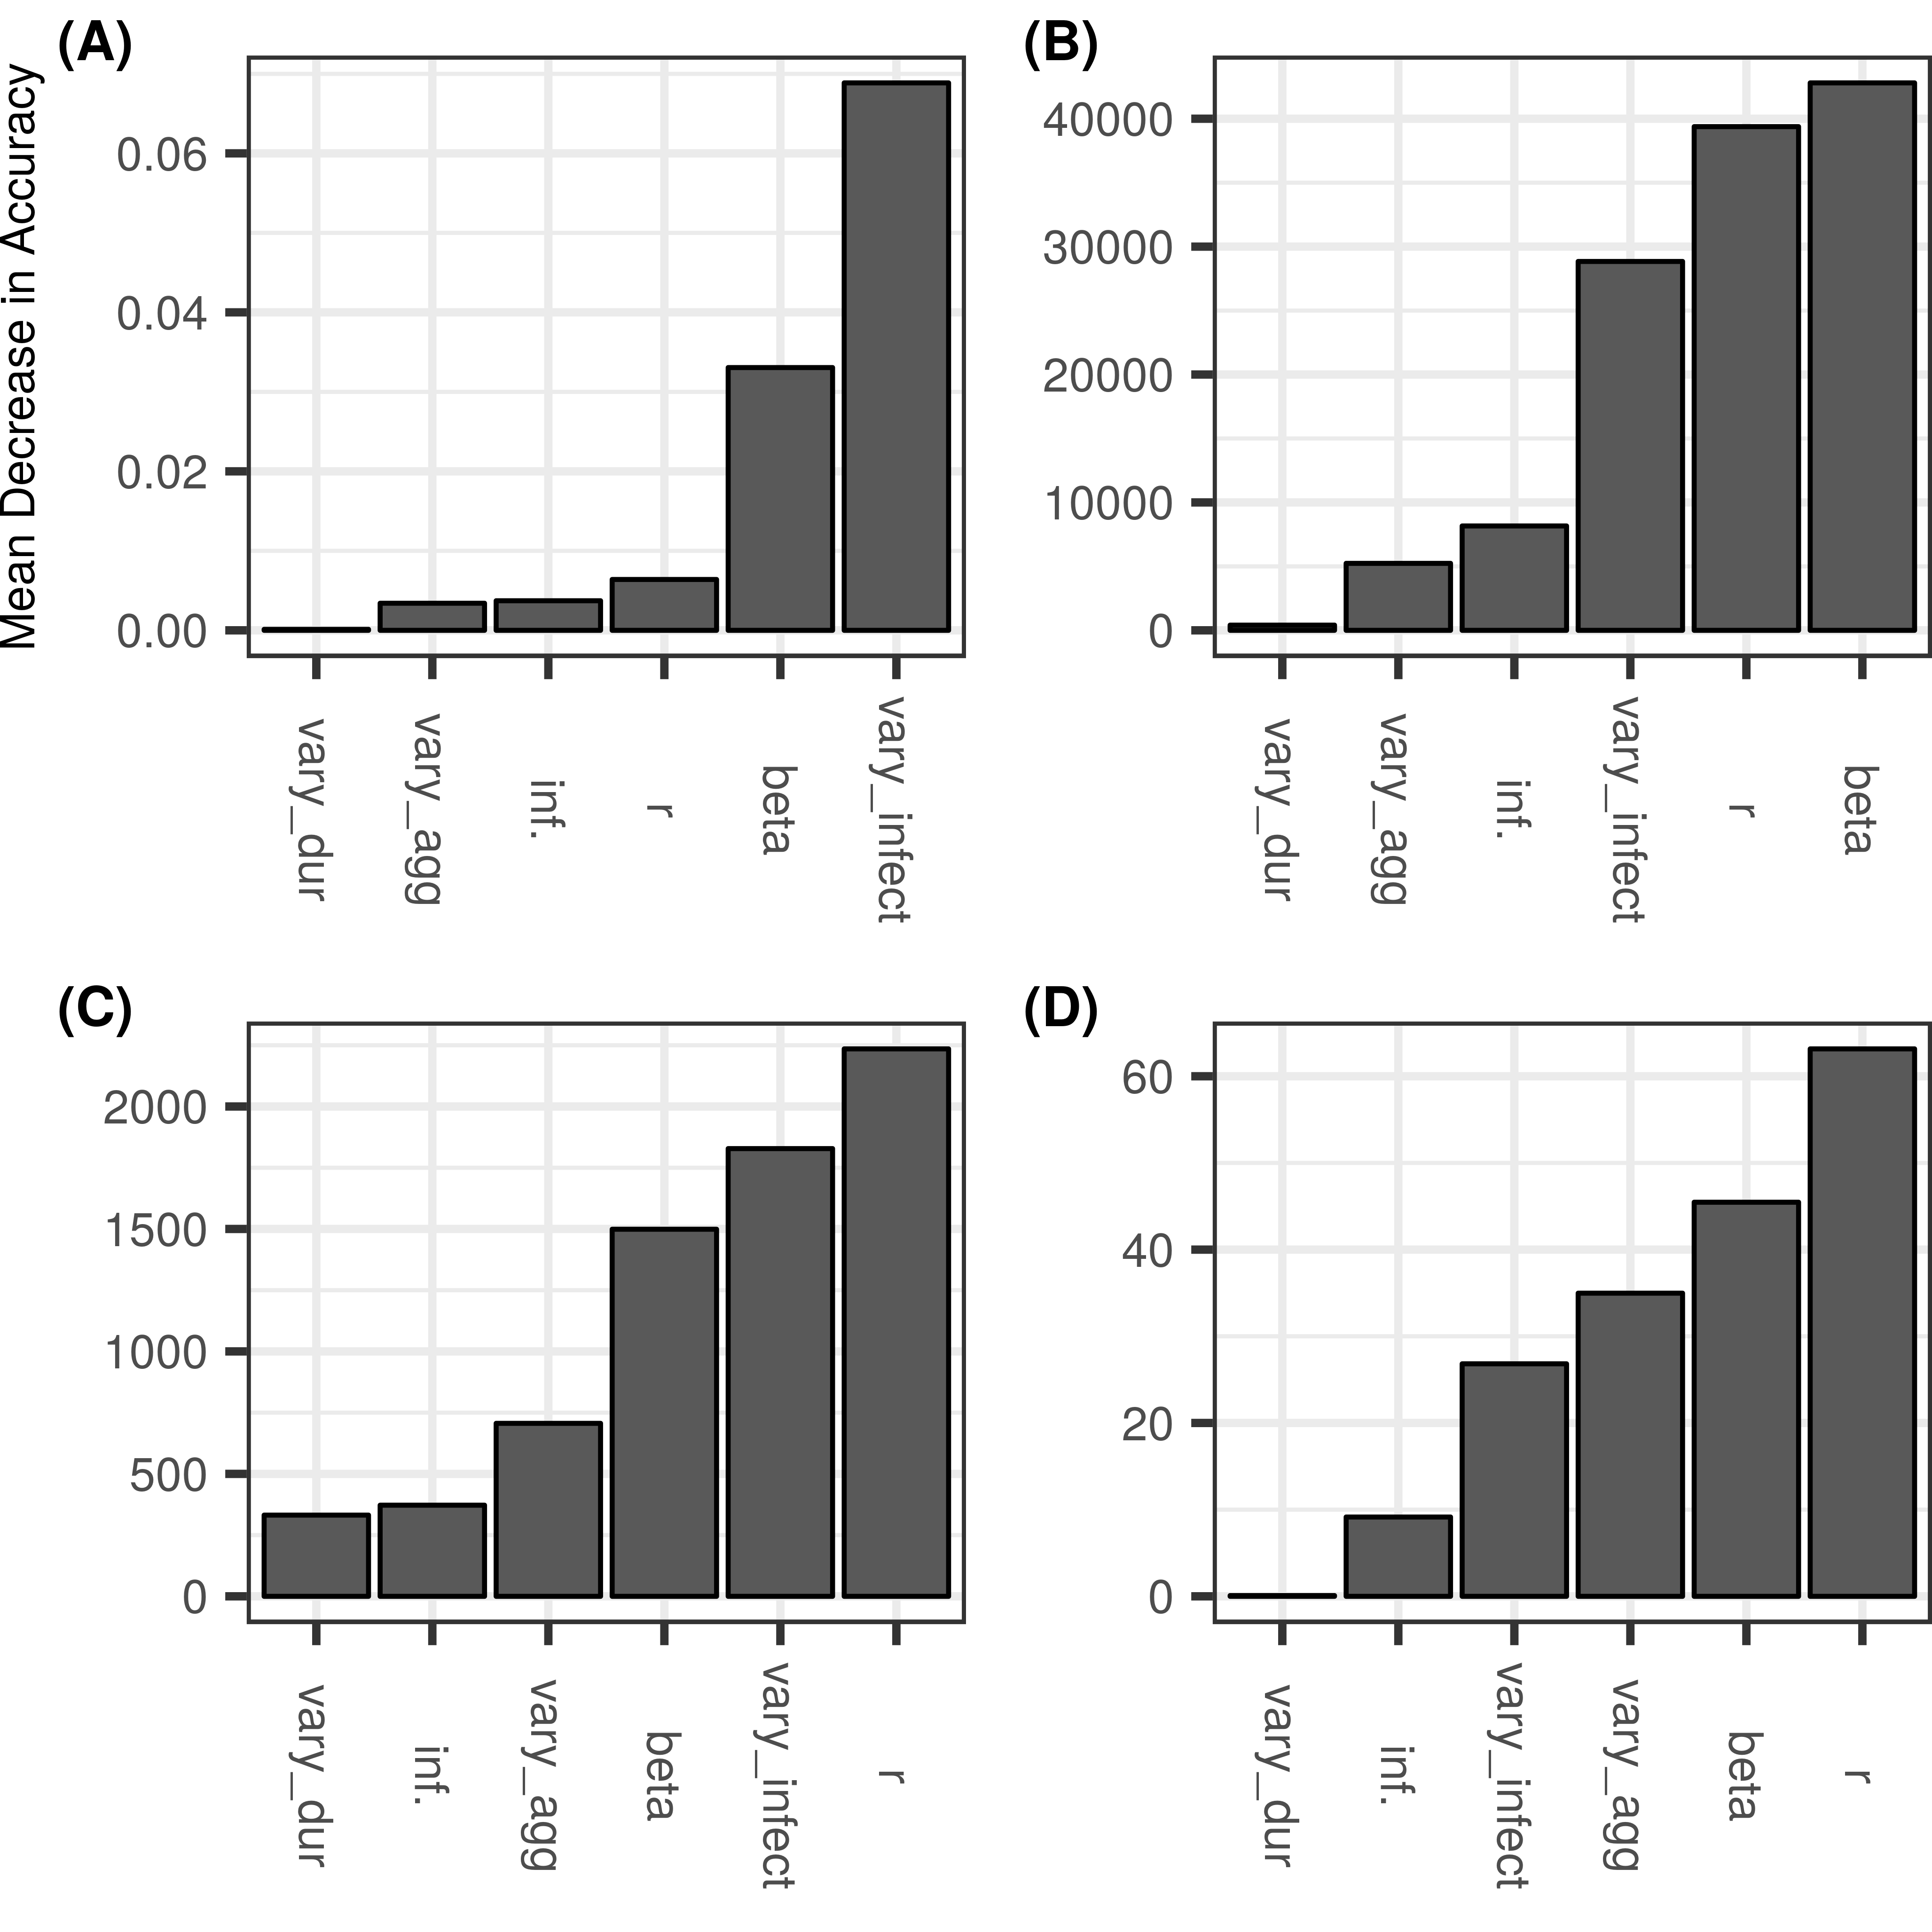 (A)
Mean Decrease in Accuracy
0.06
0.04
0.02
0.00
vary_dur
vary_agg
inf.
r
beta
vary_infect
(B)
40000
30000
20000
10000
0
vary_dur
vary_agg
inf.
vary_infect
r
beta
(C)
2000
1500
1000
500
0
vary_dur
inf.
vary_agg
beta
vary_infect
r
(D)
60
40
20
0
vary_dur
inf.
vary_infect
vary_agg
beta
r